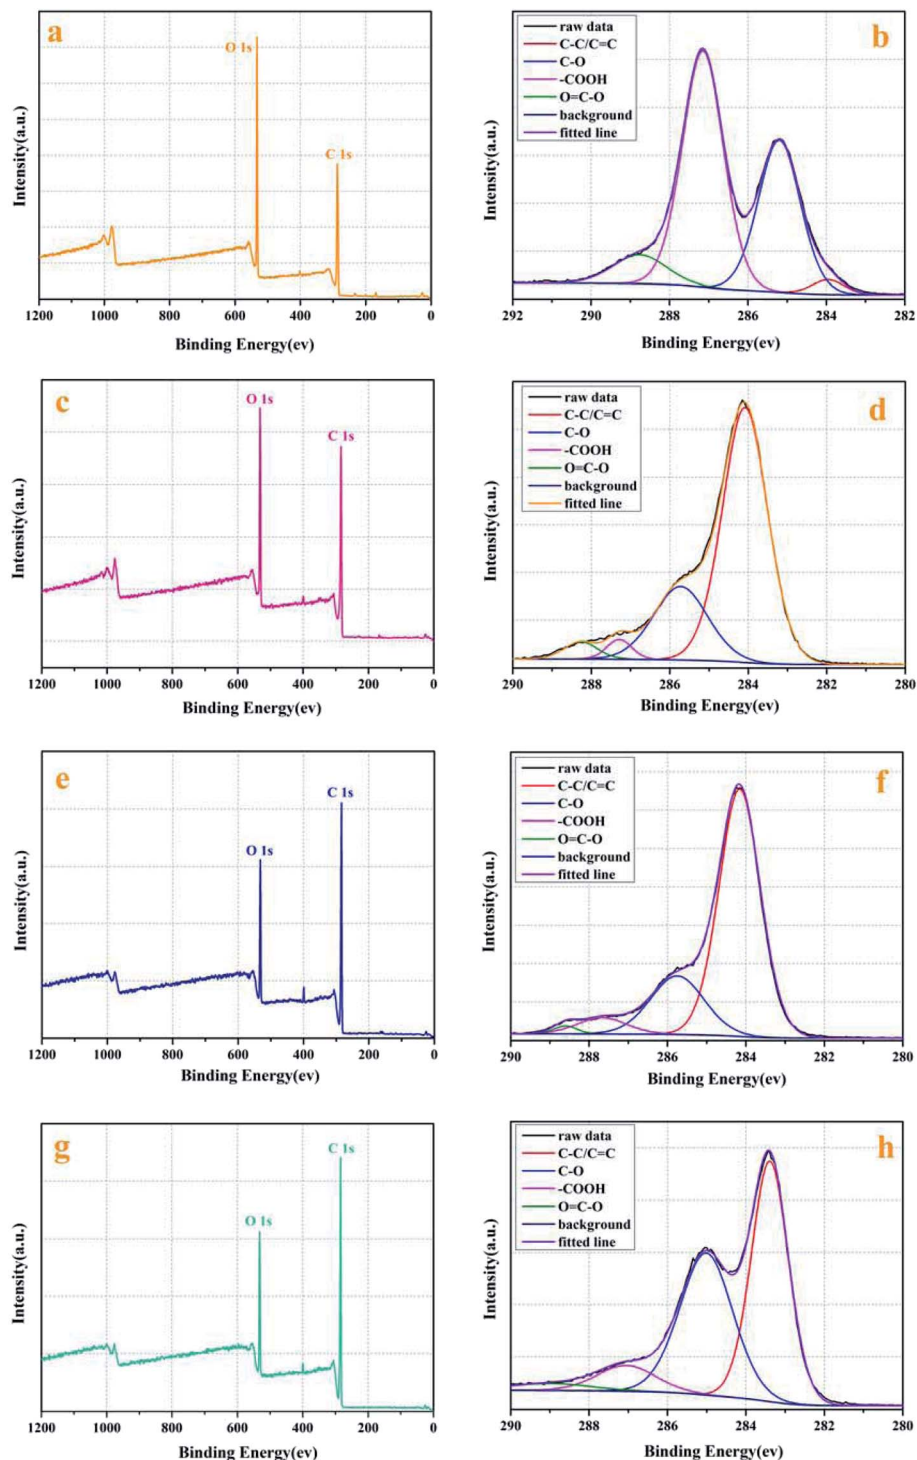 a
O 1s
C 1s
Intensity(a.u.)
1200 1000 800 600 400 200 0
Binding Energy(ev)
b
raw data
C-C/C=C
C-O
-COOH
O=C-O
background
fitted line
Intensity(a.u.)
292 290 288 286 284 282
Binding Energy(ev)
c
O 1s
C 1s
Intensity(a.u.)
1200 1000 800 600 400 200 0
Binding Energy(ev)
d
raw data
C-C/C=C
C-O
-COOH
O=C-O
background
fitted line
Intensity(a.u.)
290 288 286 284 282 280
Binding Energy(ev)
e
C 1s
O 1s
Intensity(a.u.)
1200 1000 800 600 400 200 0
Binding Energy(ev)
f
raw data
C-C/C=C
C-O
-COOH
O=C-O
background
fitted line
Intensity(a.u.)
290 288 286 284 282 280
Binding Energy(ev)
g
C 1s
O 1s
Intensity(a.u.)
1200 1000 800 600 400 200 0
Binding Energy(ev)
h
raw data
C-C/C=C
C-O
-COOH
O=C-O
background
fitted line
Intensity(a.u.)
290 288 286 284 282 280
Binding Energy(ev)